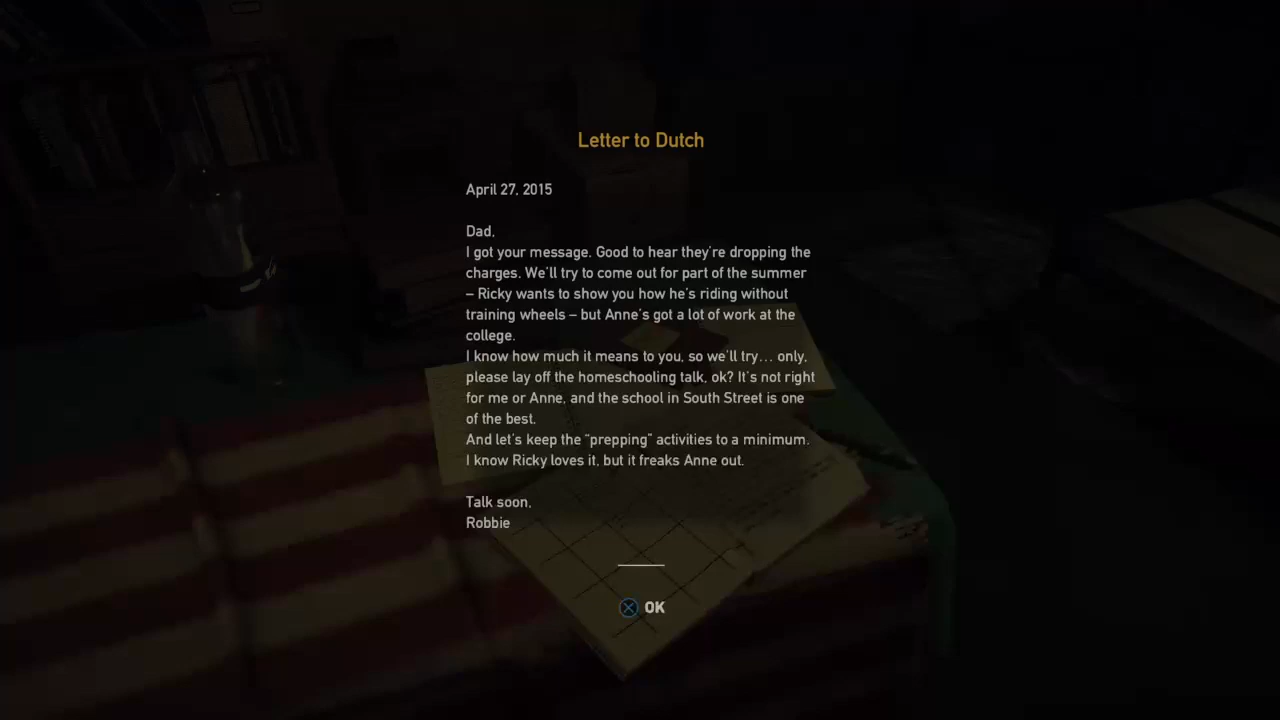 Letter to Dutch
April 27, 2015
Dad,
I got your message. Good to hear they're dropping the
charges. We'll try to come out for part of the summer
– Ricky wants to show you how he's riding without
training wheels – but Anne's got a lot of work at the
college.
I know how much it means to you, so we'll try... only,
please lay off the homeschooling talk, ok? It's not right
for me or Anne, and the school in South Street is one
of the best.
And let's keep the "prepping" activities to a minimum.
I know Ricky loves it, but it freaks Anne out.
Talk soon,
Robbie
OK